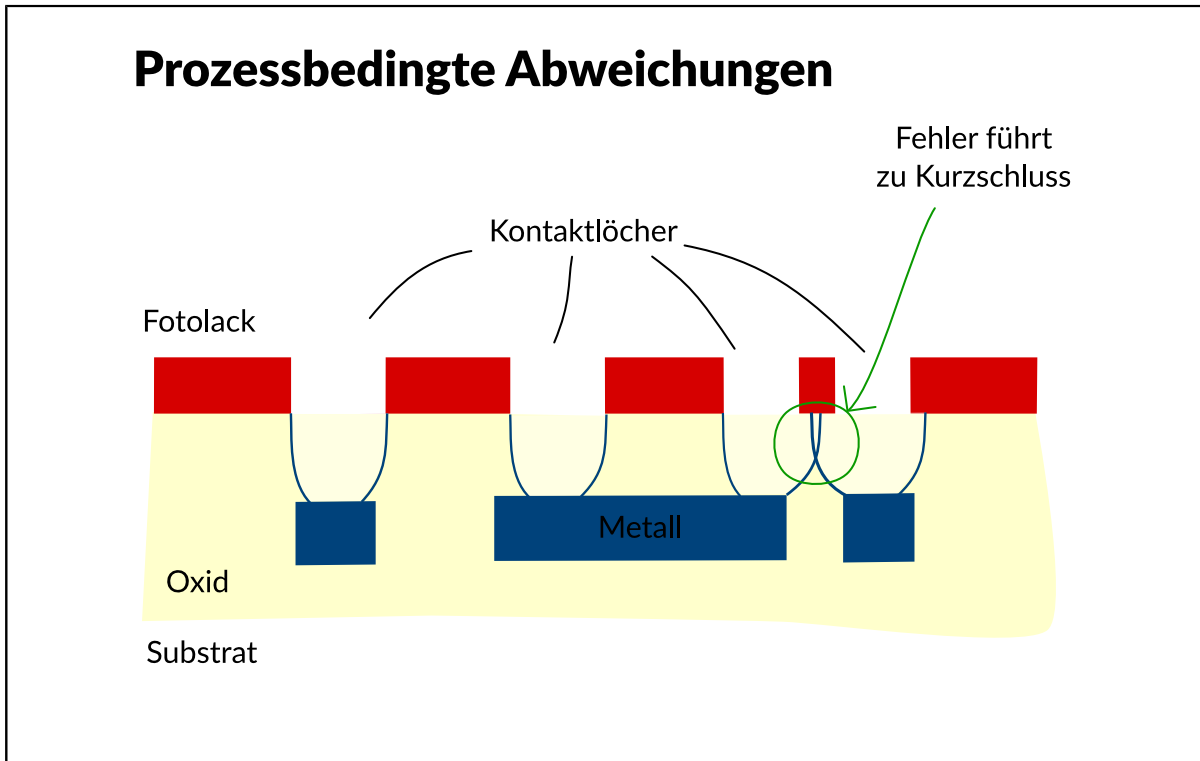 Prozessbedingte Abweichungen
Fehler führt
zu Kurzschluss
Kontaktlöcher
Fotolack
Metall
Oxid
Substrat